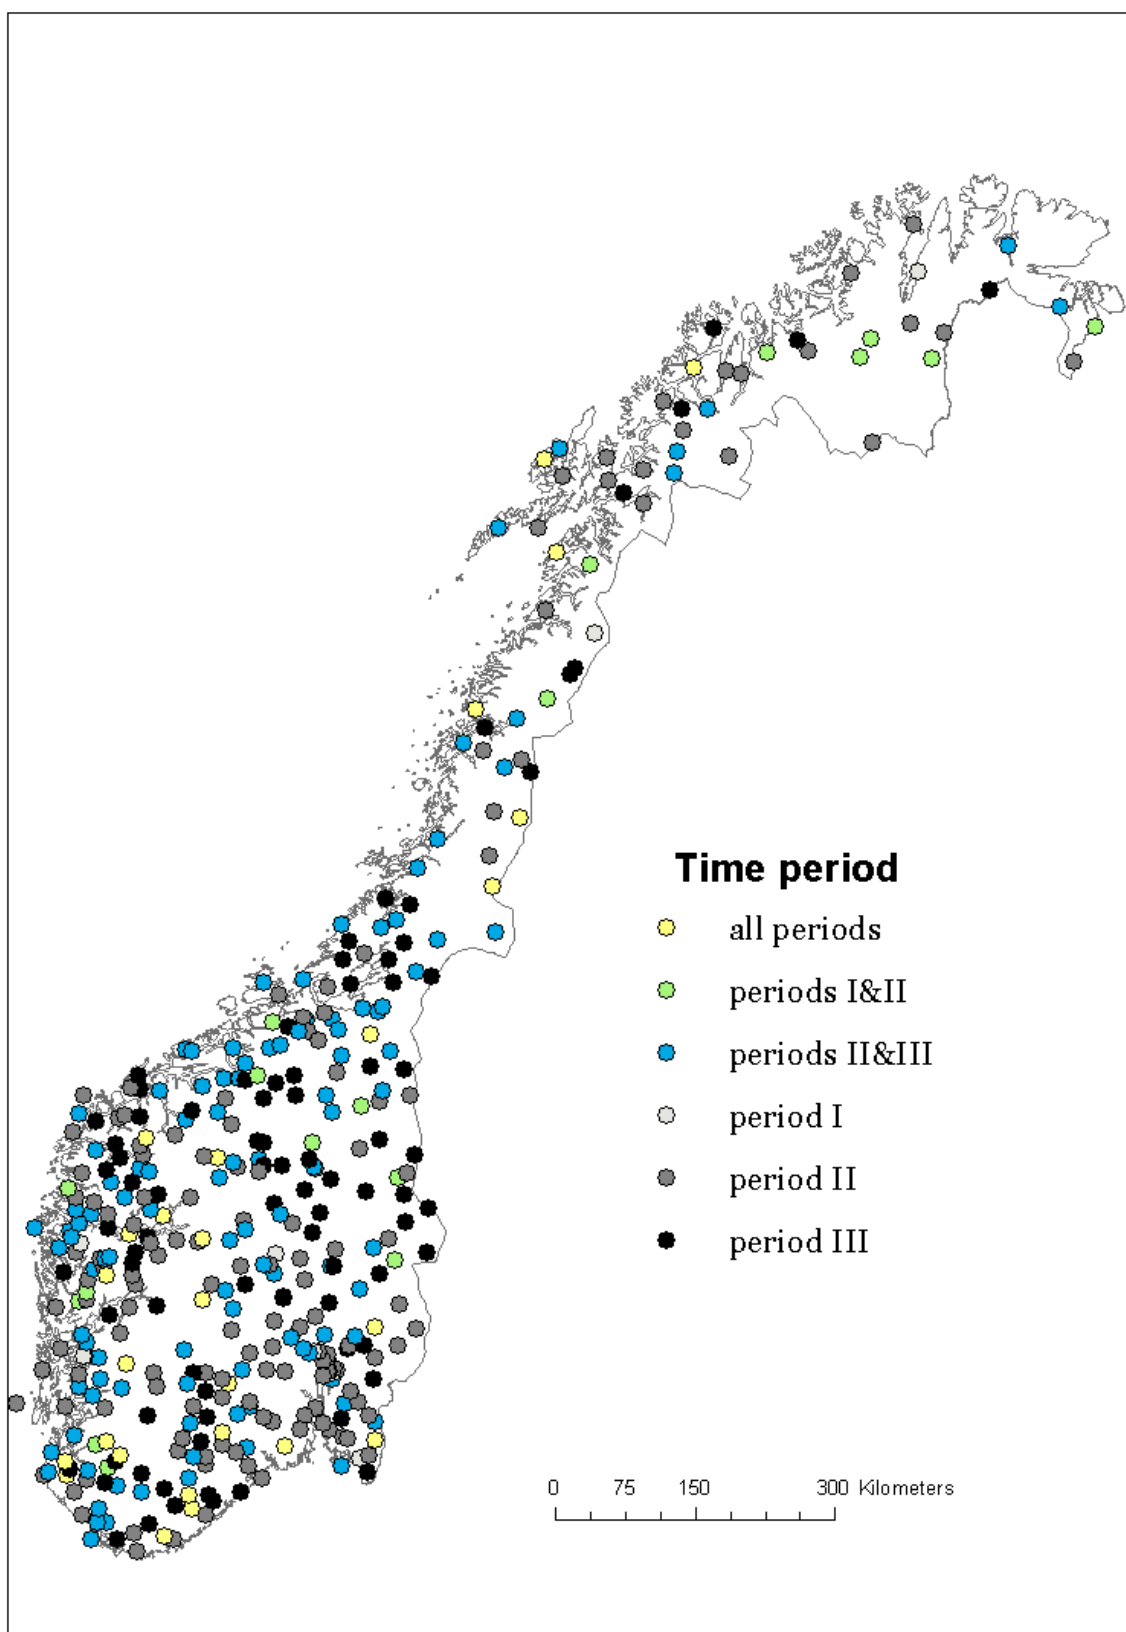 Time period
all periods
periods I&II
periods II&III
period I
period II
period III
0 75 150 300 Kilometers